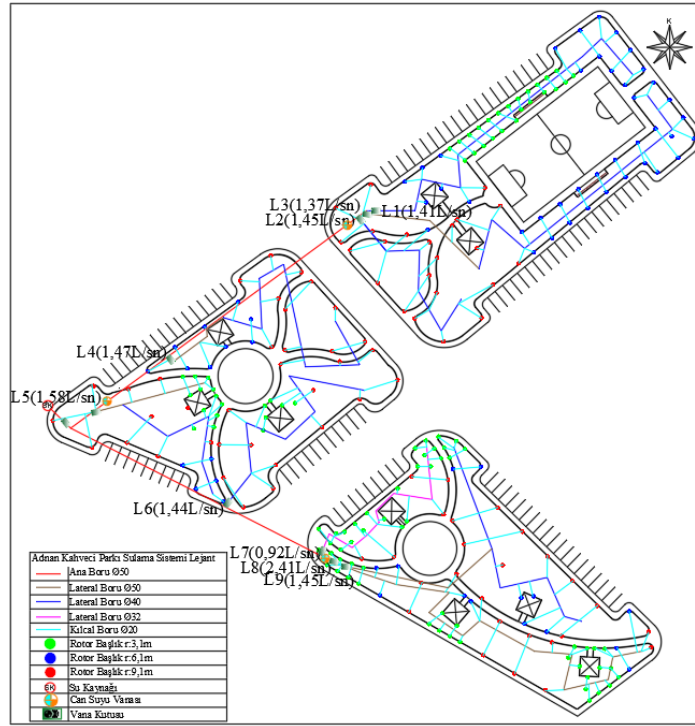 K
L3(1,37L/sn)
L1(1,41L/sn)
L2(1,45L/sn)
L4(1,47L/sn)
L5(1,58L/sn)
SK
L6(1,44L/sn)
L7(0,92L/sn)
L8(2,41L/sn)
L9(1,45L/sn)
Adnan Kahveci Parkı Sulama Sistemi Lejant
Ana Boru Ø50
Lateral Boru Ø50
Lateral Boru Ø40
Lateral Boru Ø32
Kılcal Boru Ø20
Rotor Başlık r:3,1m
Rotor Başlık r:6,1m
Rotor Başlık r:9,1m
SK Su Kaynağı
Can Suyu Vanası
Vana Kutusu